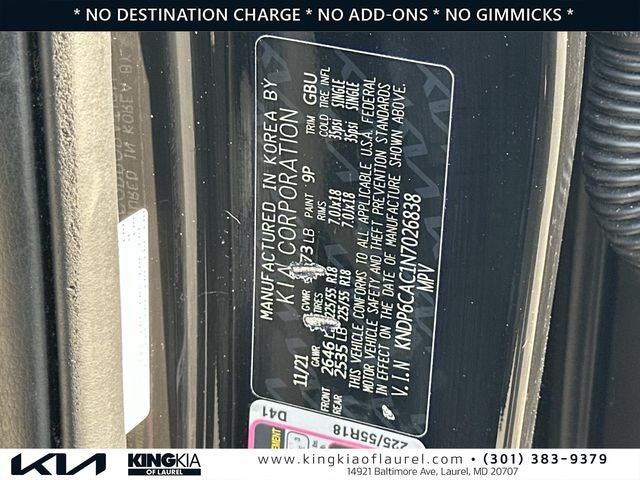 * NO DESTINATION CHARGE * NO ADD-ONS * NO GIMMICKS *
MANUFACTURED IN KOREA BY
KIA CORPORATION
11/21 GVWR 73 LB PAINT 9P TRIM GBU
GAWR TIRES RIMS COLD TIRE INFL
FRONT 2646 225/55 R18 7.0Jx18 35psi SINGLE
REAR 2535 LB 225/55 R18 7.0Jx18 35psi SINGLE
THIS VEHICLE CONFORMS TO ALL APPLICABLE U.S.A. FEDERAL
MOTOR VEHICLE SAFETY AND THEFT PREVENTION STANDARDS
IN EFFECT ON THE DATE OF MANUFACTURE SHOWN ABOVE.
V.I.N KNDP6CAC1N7026838
MPV
D41
225/55R18
KIA
KING KIA
OF LAUREL
www.kingkiaoflaurel.com • (301) 383-9379
14921 Baltimore Ave, Laurel, MD 20707